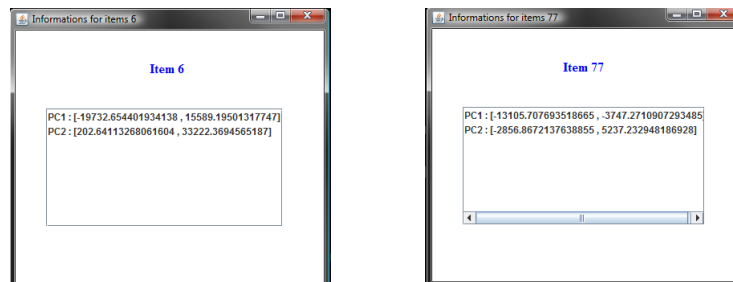 Informations for items 6
Item 6
PC1 : [-19732.654401934138 , 15589.19501317747]
PC2 : [202.64113268061604 , 33222.3694565187]
Informations for items 77
Item 77
PC1 : [-13105.707693518665 , -3747.2710907293485
PC2 : [-2856.8672137638855 , 5237.232948186928]